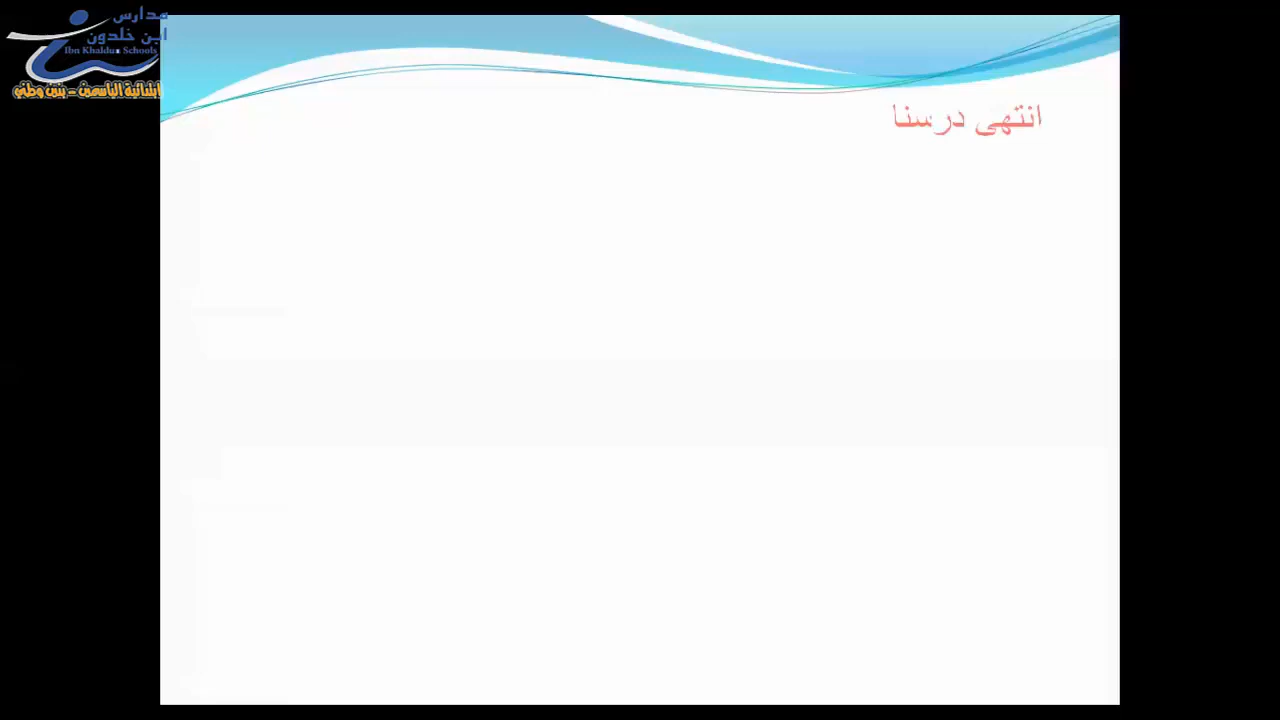 مدارس
ابن خلدون
Ibn Khaldun Schools
ابتدائية الياسمين - بنين وطني
انتهى درسنا